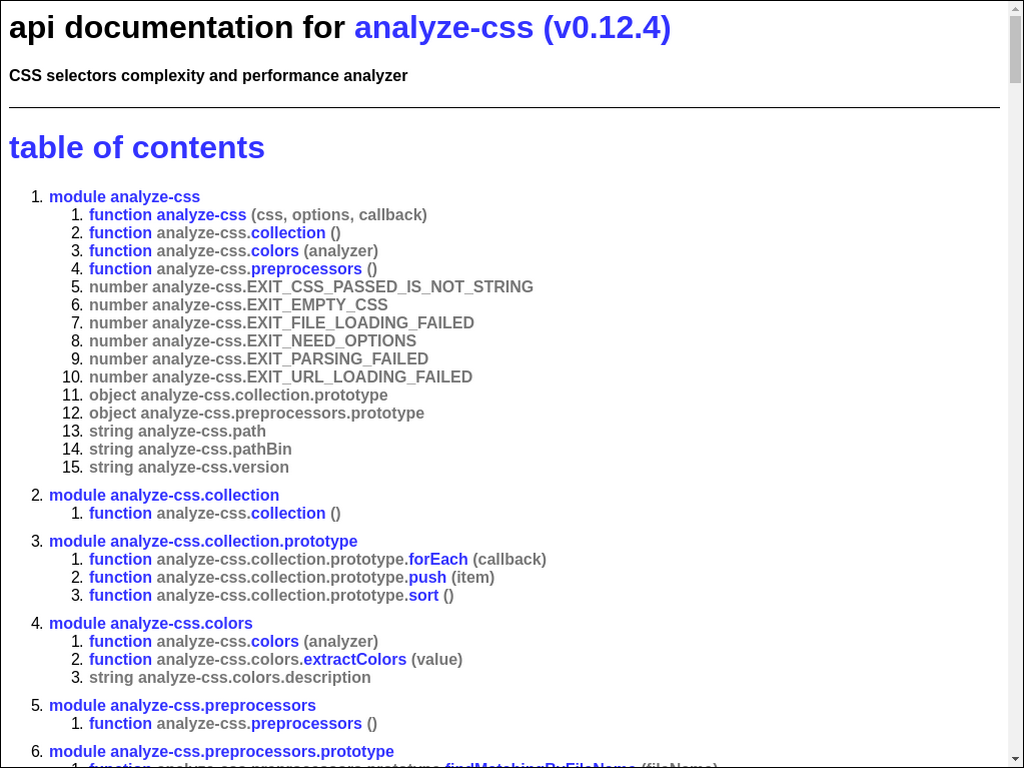 api documentation for analyze-css (v0.12.4)
CSS selectors complexity and performance analyzer
table of contents
1. module analyze-css
1. function analyze-css (css, options, callback)
2. function analyze-css.collection ()
3. function analyze-css.colors (analyzer)
4. function analyze-css.preprocessors ()
5. number analyze-css.EXIT_CSS_PASSED_IS_NOT_STRING
6. number analyze-css.EXIT_EMPTY_CSS
7. number analyze-css.EXIT_FILE_LOADING_FAILED
8. number analyze-css.EXIT_NEED_OPTIONS
9. number analyze-css.EXIT_PARSING_FAILED
10. number analyze-css.EXIT_URL_LOADING_FAILED
11. object analyze-css.collection.prototype
12. object analyze-css.preprocessors.prototype
13. string analyze-css.path
14. string analyze-css.pathBin
15. string analyze-css.version
2. module analyze-css.collection
1. function analyze-css.collection ()
3. module analyze-css.collection.prototype
1. function analyze-css.collection.prototype.forEach (callback)
2. function analyze-css.collection.prototype.push (item)
3. function analyze-css.collection.prototype.sort ()
4. module analyze-css.colors
1. function analyze-css.colors (analyzer)
2. function analyze-css.colors.extractColors (value)
3. string analyze-css.colors.description
5. module analyze-css.preprocessors
1. function analyze-css.preprocessors ()
6. module analyze-css.preprocessors.prototype
1. function analyze-css.preprocessors.prototype.findMatchingByFileName (fileName)